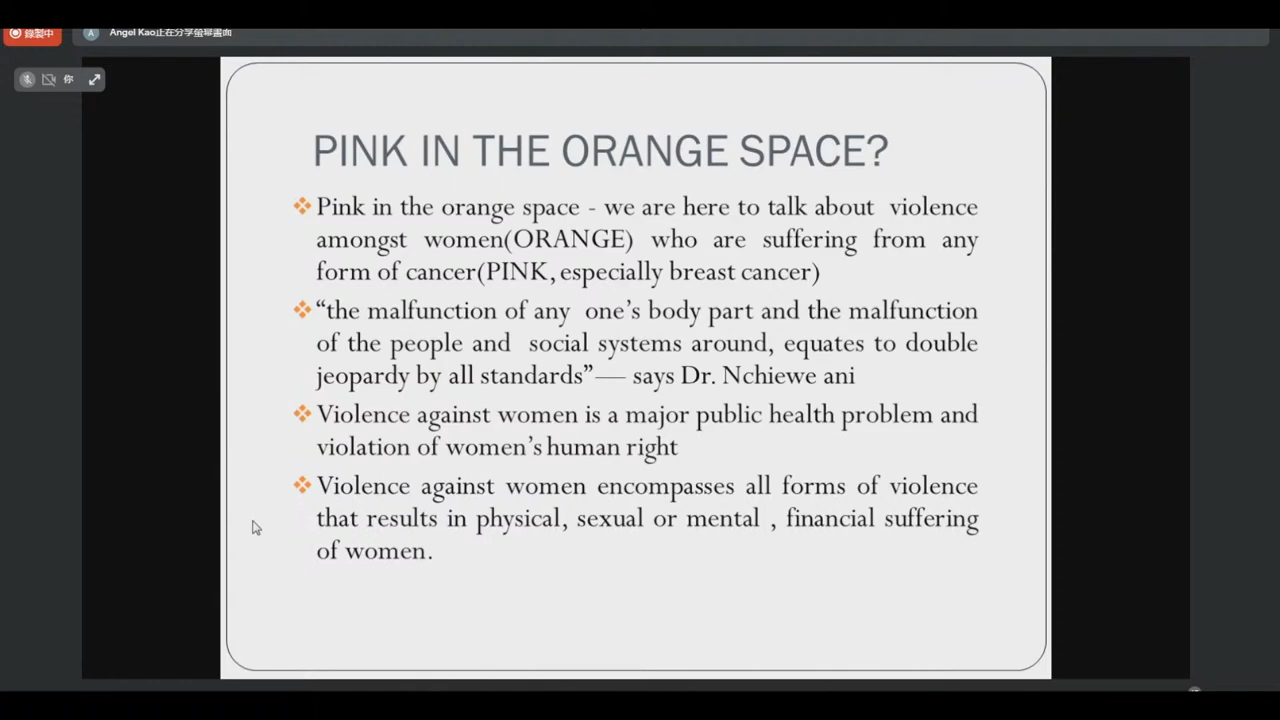 錄製中
A Angel Kao正在分享螢幕畫面
你
PINK IN THE ORANGE SPACE?
Pink in the orange space - we are here to talk about violence
amongst women(ORANGE) who are suffering from any
form of cancer(PINK, especially breast cancer)
“the malfunction of any one’s body part and the malfunction
of the people and social systems around, equates to double
jeopardy by all standards”— says Dr. Nchiewe ani
Violence against women is a major public health problem and
violation of women’s human right
Violence against women encompasses all forms of violence
that results in physical, sexual or mental , financial suffering
of women.